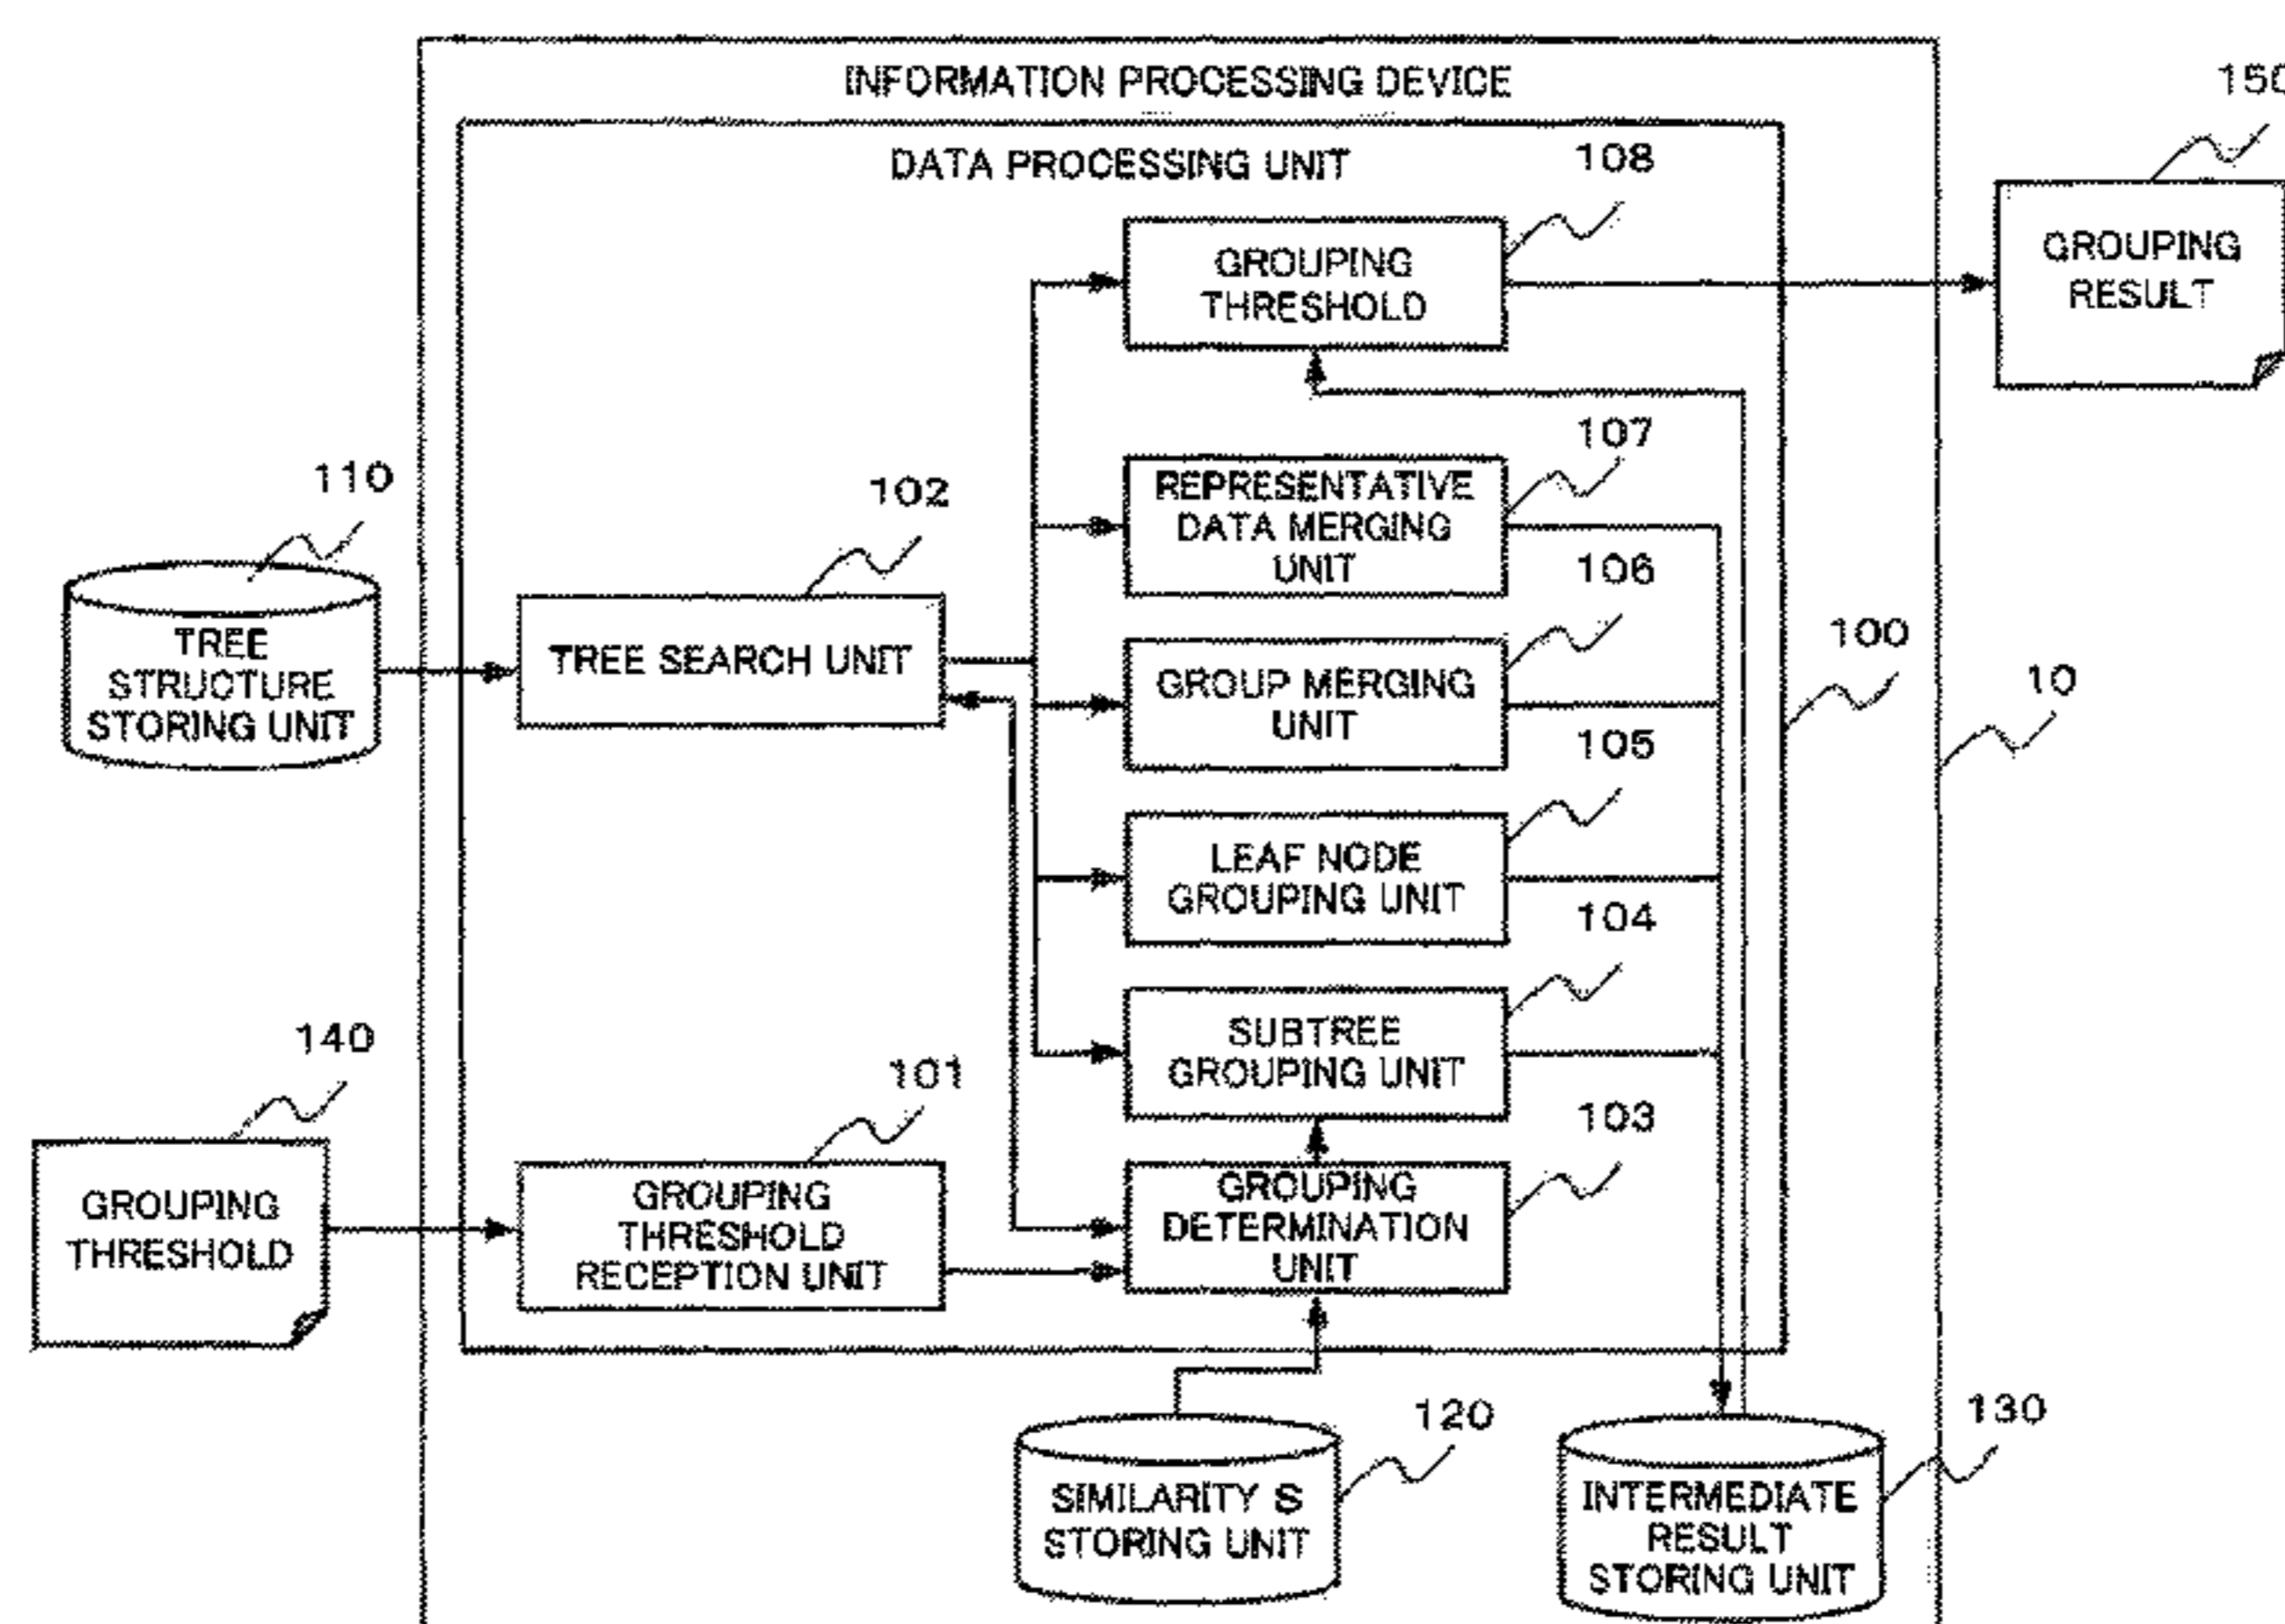 INFORMATION PROCESSING DEVICE
150
DATA PROCESSING UNIT
108
GROUPING
THRESHOLD
GROUPING
RESULT
107
110
102
REPRESENTATIVE
DATA MERGING
UNIT
106
TREE
STRUCTURE
STORING UNIT
TREE SEARCH UNIT
GROUP MERGING
UNIT
100
10
105
LEAF NODE
GROUPING UNIT
104
140
SUBTREE
GROUPING UNIT
101
103
GROUPING
THRESHOLD
GROUPING
THRESHOLD
RECEPTION UNIT
GROUPING
DETERMINATION
UNIT
120
130
SIMILARITY S
STORING UNIT
INTERMEDIATE
RESULT
STORING UNIT